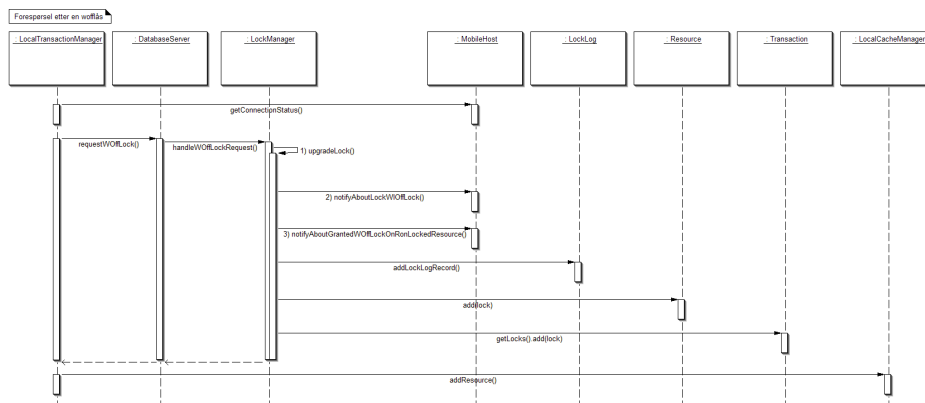 Forespørsel etter en wofflås
: LocalTransactionManager
: DatabaseServer
: LockManager
: MobileHost
: LockLog
: Resource
: Transaction
: LocalCacheManager
getConnectionStatus()
requestWOffLock()
handleWOffLockRequest()
1) upgradeLock()
2) notifyAboutLockWIOffLock()
3) notifyAboutGrantedWOffLockOnRonLockedResource()
addLockLogRecord()
add(lock)
getLocks().add(lock)
addResource()